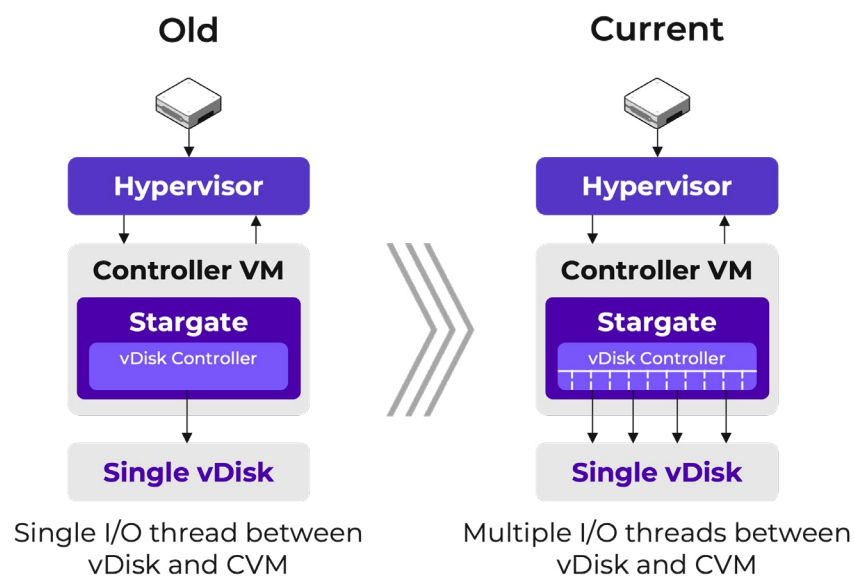 Old
Hypervisor
Controller VM
Stargate
vDisk Controller
Single vDisk
Single I/O thread between
vDisk and CVM
Current
Hypervisor
Controller VM
Stargate
vDisk Controller
Single vDisk
Multiple I/O threads between
vDisk and CVM